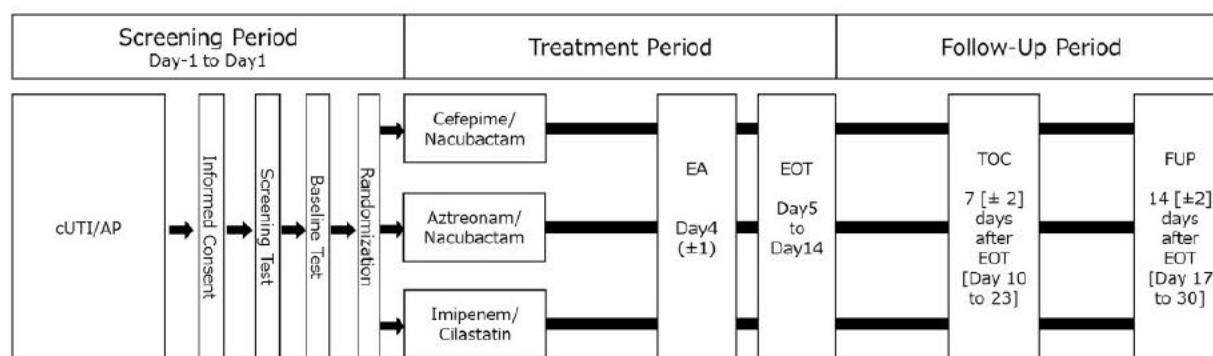 Screening Period
Day-1 to Day1
Treatment Period
Follow-Up Period
cUTI/AP
Informed Consent
Screening Test
Baseline Test
Randomization
Cefepime/
Nacubactam
Aztreonam/
Nacubactam
Imipenem/
Cilastatin
EA
Day4
(±1)
EOT
Day5
to
Day14
TOC
7 [± 2]
days
after
EOT
[Day 10
to 23]
FUP
14 [±2]
days
after
EOT
[Day 17
to 30]